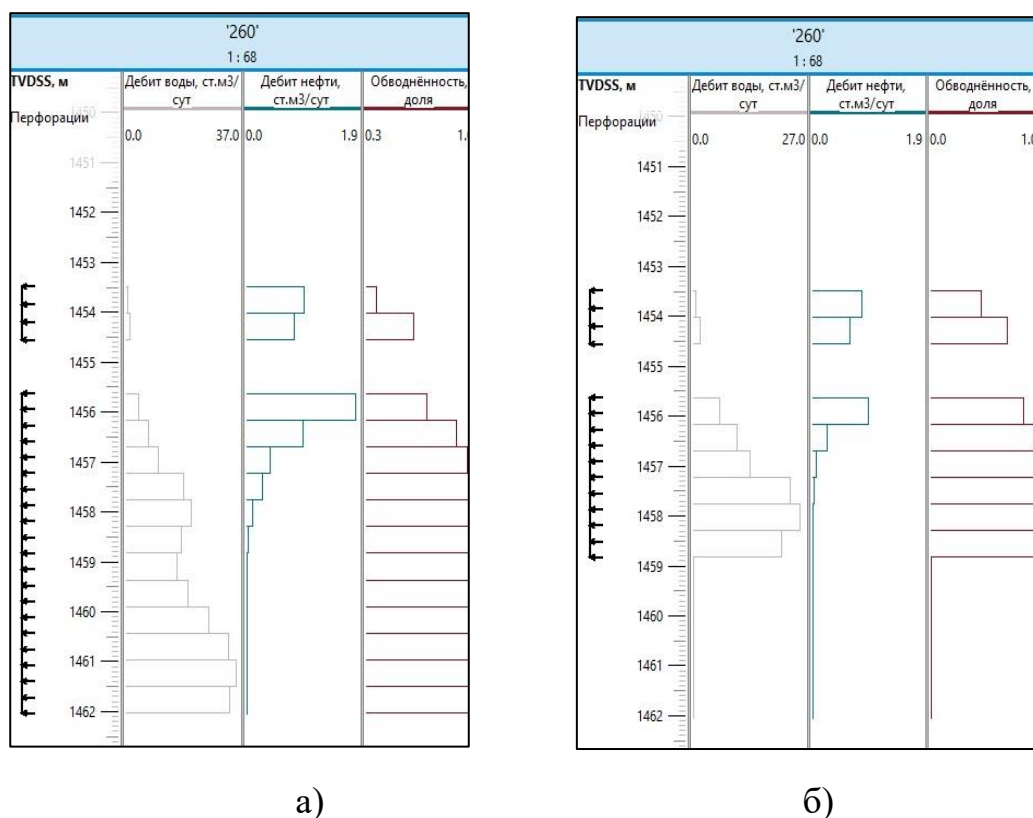 '260'
1 : 68
TVDSS, м
Дебит воды, ст.м3/
сут
Дебит нефти,
ст.м3/сут
Обводнённость,
доля
Перфорации
1450
0.0 37.0
0.0 1.9
0.3 1.
1451
1452
1453
1454
1455
1456
1457
1458
1459
1460
1461
1462
а)
'260'
1 : 68
TVDSS, м
Дебит воды, ст.м3/
сут
Дебит нефти,
ст.м3/сут
Обводнённость,
доля
Перфорации
1450
0.0 27.0
0.0 1.9
0.0 1.0
1451
1452
1453
1454
1455
1456
1457
1458
1459
1460
1461
1462
б)